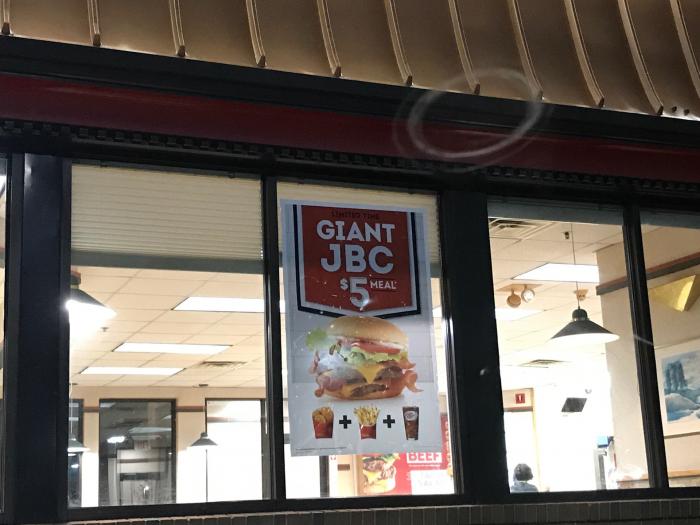 LIMITED TIME
GIANT
JBC
$5 MEAL*
+ +
BEEF